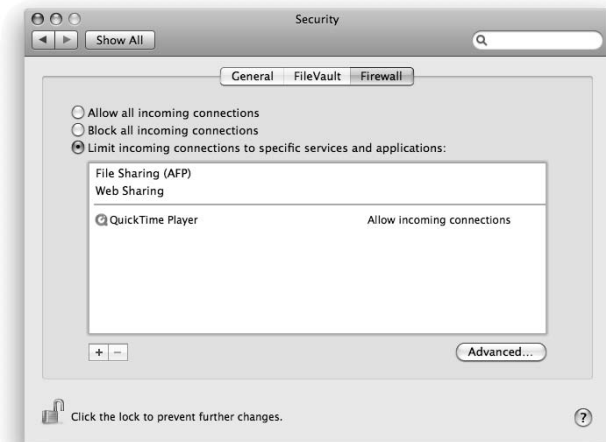 Security
Show All
General FileVault Firewall
Allow all incoming connections
Block all incoming connections
Limit incoming connections to specific services and applications:
File Sharing (AFP)
Web Sharing
QuickTime Player Allow incoming connections
+ − Advanced...
Click the lock to prevent further changes. ?